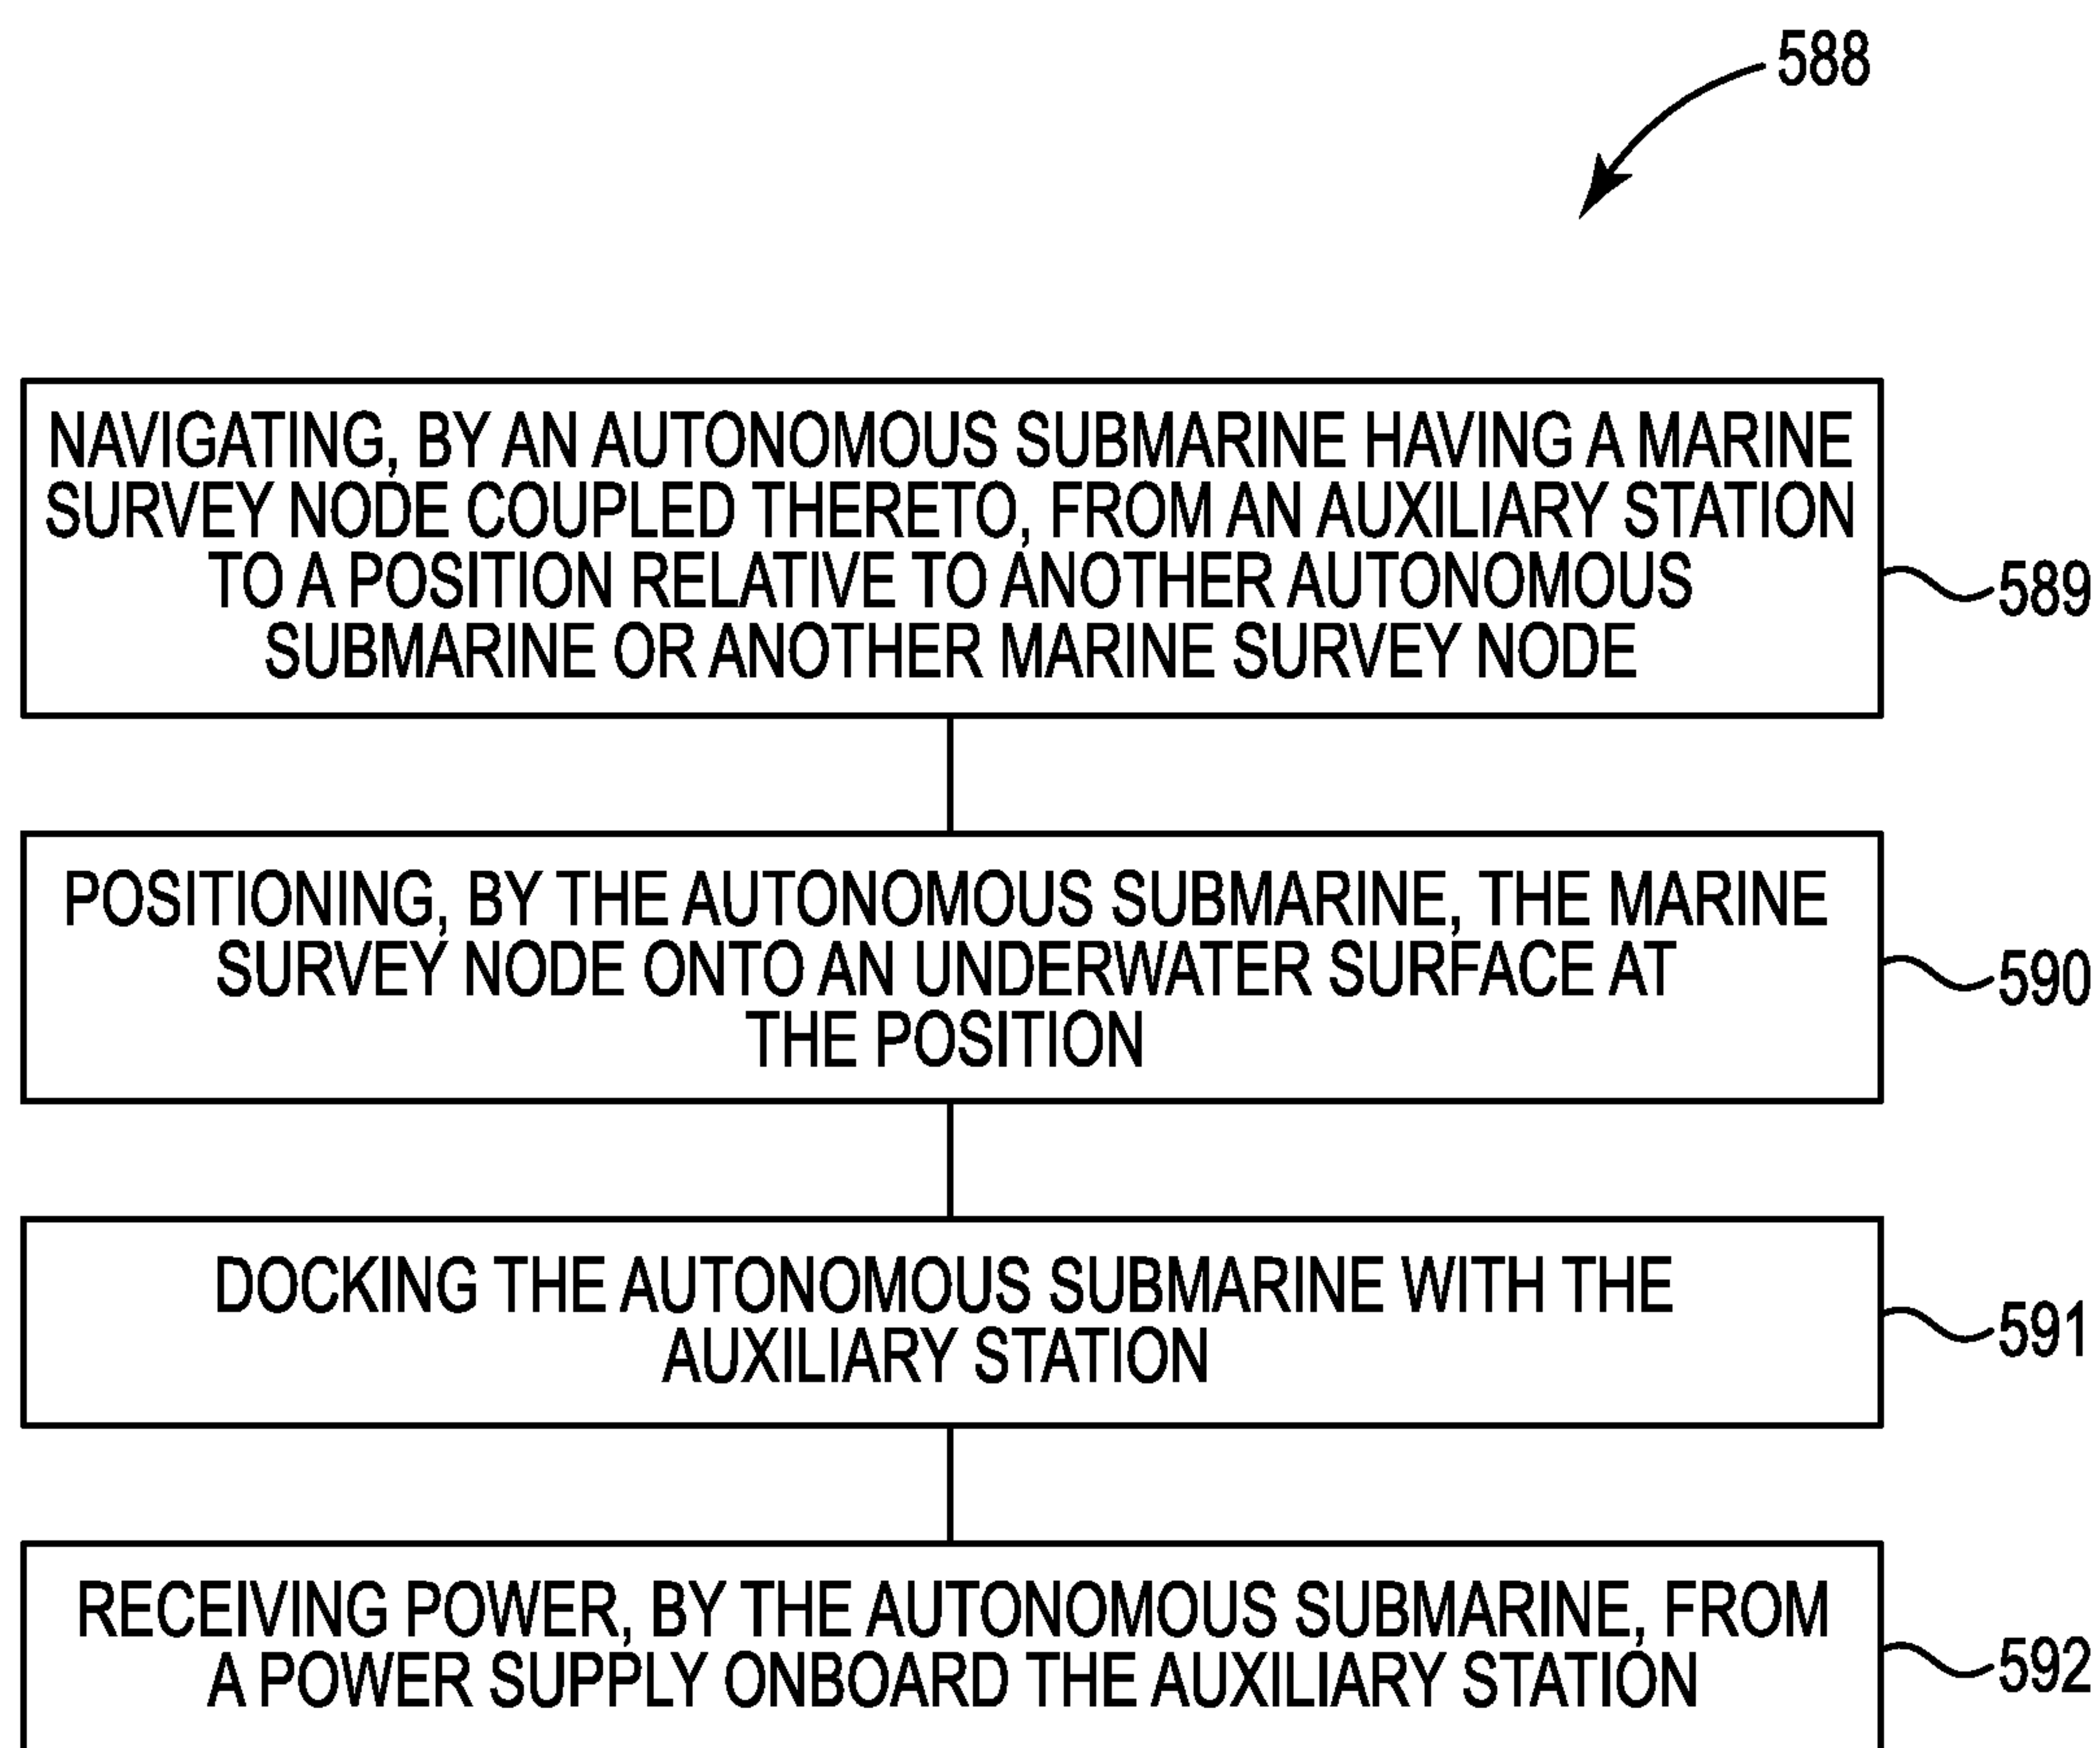 588
NAVIGATING, BY AN AUTONOMOUS SUBMARINE HAVING A MARINE
SURVEY NODE COUPLED THERETO, FROM AN AUXILIARY STATION
TO A POSITION RELATIVE TO ANOTHER AUTONOMOUS
SUBMARINE OR ANOTHER MARINE SURVEY NODE
589
POSITIONING, BY THE AUTONOMOUS SUBMARINE, THE MARINE
SURVEY NODE ONTO AN UNDERWATER SURFACE AT
THE POSITION
590
DOCKING THE AUTONOMOUS SUBMARINE WITH THE
AUXILIARY STATION
591
RECEIVING POWER, BY THE AUTONOMOUS SUBMARINE, FROM
A POWER SUPPLY ONBOARD THE AUXILIARY STATION
592